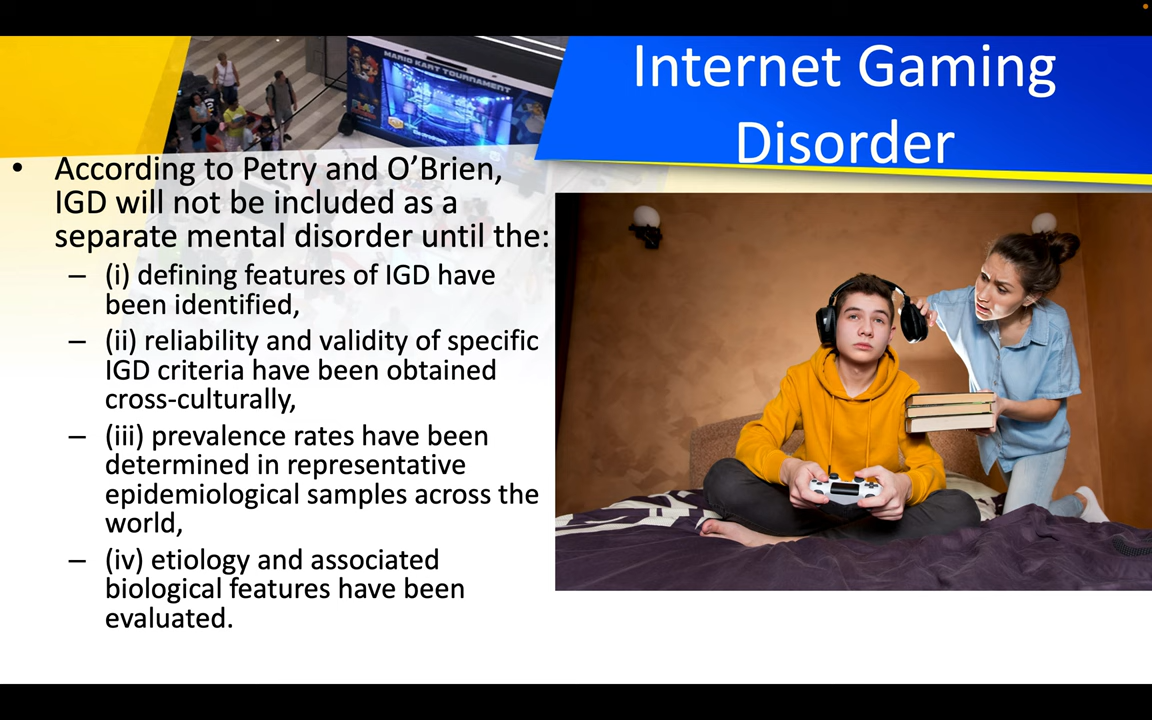 MARIO KART TOURNAMENT
Internet Gaming
Disorder
• According to Petry and O’Brien,
IGD will not be included as a
separate mental disorder until the:
– (i) defining features of IGD have
been identified,
– (ii) reliability and validity of specific
IGD criteria have been obtained
cross-culturally,
– (iii) prevalence rates have been
determined in representative
epidemiological samples across the
world,
– (iv) etiology and associated
biological features have been
evaluated.